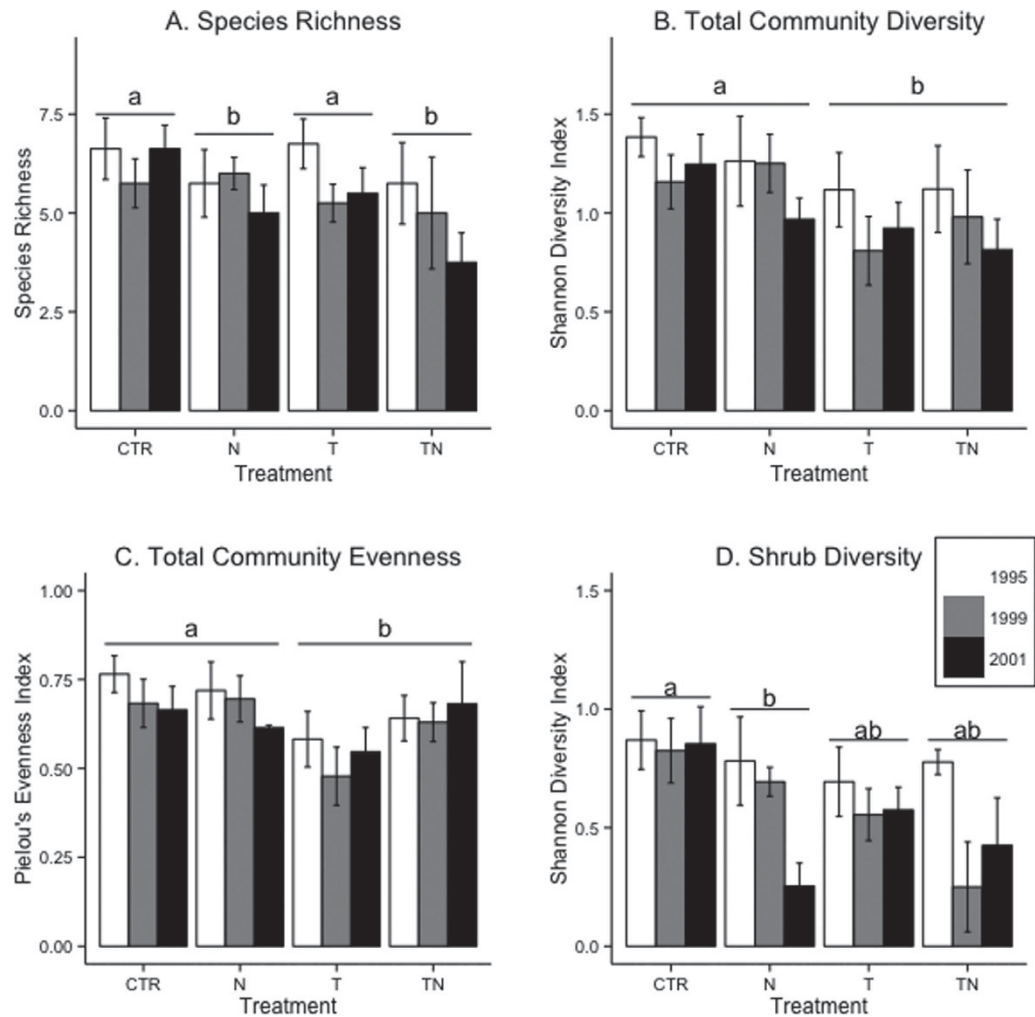 A. Species Richness
Species Richness
7.5
5.0
2.5
0.0
a
b
a
b
CTR
N
T
TN
Treatment
B. Total Community Diversity
Shannon Diversity Index
1.5
1.0
0.5
0.0
a
b
CTR
N
T
TN
Treatment
C. Total Community Evenness
Pielou's Evenness Index
1.00
0.75
0.50
0.25
0.00
a
b
CTR
N
T
TN
Treatment
D. Shrub Diversity
Shannon Diversity Index
1.5
1.0
0.5
0.0
a
b
ab
ab
CTR
N
T
TN
Treatment
1995
1999
2001